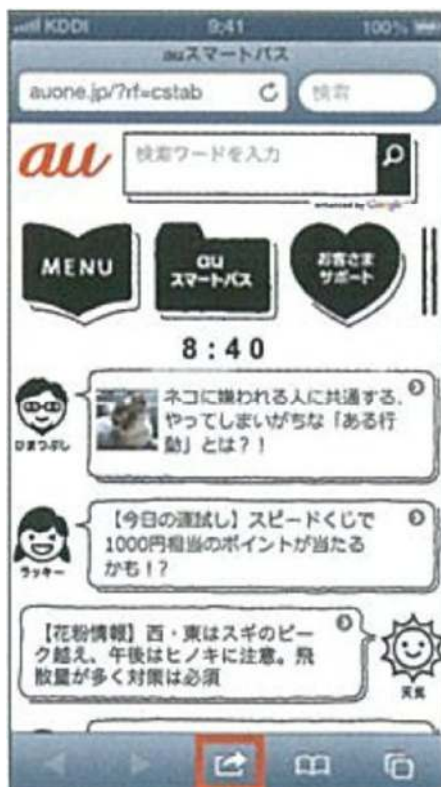 KDDI 9:41 100%
auスマートパス
auone.jp/?rf=cstab 検索
au 検索ワードを入力
enhanced by Google
MENU
au
スマートパス
お客さま
サポート
8:40
ネコに嫌われる人に共通する、
やってしまいがちな「ある行
動」とは?!
ひまつぶし
【今日の運試し】スピードくじで
1000円相当のポイントが当たる
かも!?
ラッキー
【花粉情報】西・東はスギのピー
ク越え、午後はヒノキに注意。飛
散量が多く対策は必須
天気